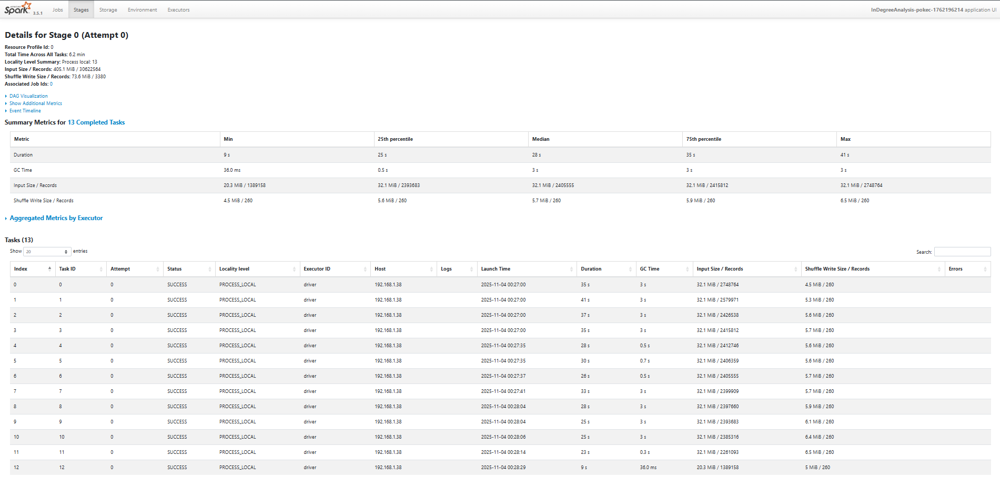 APACHE Spark 3.5.1 Jobs Stages Storage Environment Executors InDegreeAnalysis-pokec-1762196214 application UI
Details for Stage 0 (Attempt 0)
Resource Profile Id: 0
Total Time Across All Tasks: 6.2 min
Locality Level Summary: Process local: 13
Input Size / Records: 405.1 MiB / 30622564
Shuffle Write Size / Records: 73.6 MiB / 3380
Associated Job Ids: 0
DAG Visualization
Show Additional Metrics
Event Timeline
Summary Metrics for 13 Completed Tasks
Metric Min 25th percentile Median 75th percentile Max
Duration 9 s 25 s 28 s 35 s 41 s
GC Time 36.0 ms 0.5 s 3 s 3 s 3 s
Input Size / Records 20.3 MiB / 1389158 32.1 MiB / 2393683 32.1 MiB / 2405555 32.1 MiB / 2415812 32.1 MiB / 2748764
Shuffle Write Size / Records 4.5 MiB / 260 5.6 MiB / 260 5.7 MiB / 260 5.9 MiB / 260 6.5 MiB / 260
Aggregated Metrics by Executor
Tasks (13)
Show 20 entries Search:
Index Task ID Attempt Status Locality level Executor ID Host Logs Launch Time Duration GC Time Input Size / Records Shuffle Write Size / Records Errors
0 0 0 SUCCESS PROCESS_LOCAL driver 192.168.1.38 2025-11-04 00:27:00 35 s 3 s 32.1 MiB / 2748764 4.5 MiB / 260
1 1 0 SUCCESS PROCESS_LOCAL driver 192.168.1.38 2025-11-04 00:27:00 41 s 3 s 32.1 MiB / 2579971 5.3 MiB / 260
2 2 0 SUCCESS PROCESS_LOCAL driver 192.168.1.38 2025-11-04 00:27:00 37 s 3 s 32.1 MiB / 2426538 5.6 MiB / 260
3 3 0 SUCCESS PROCESS_LOCAL driver 192.168.1.38 2025-11-04 00:27:00 35 s 3 s 32.1 MiB / 2415812 5.7 MiB / 260
4 4 0 SUCCESS PROCESS_LOCAL driver 192.168.1.38 2025-11-04 00:27:35 28 s 0.5 s 32.1 MiB / 2412746 5.6 MiB / 260
5 5 0 SUCCESS PROCESS_LOCAL driver 192.168.1.38 2025-11-04 00:27:35 30 s 0.7 s 32.1 MiB / 2406359 5.6 MiB / 260
6 6 0 SUCCESS PROCESS_LOCAL driver 192.168.1.38 2025-11-04 00:27:37 26 s 0.5 s 32.1 MiB / 2405555 5.7 MiB / 260
7 7 0 SUCCESS PROCESS_LOCAL driver 192.168.1.38 2025-11-04 00:27:41 33 s 3 s 32.1 MiB / 2399909 5.7 MiB / 260
8 8 0 SUCCESS PROCESS_LOCAL driver 192.168.1.38 2025-11-04 00:28:04 28 s 3 s 32.1 MiB / 2397660 5.9 MiB / 260
9 9 0 SUCCESS PROCESS_LOCAL driver 192.168.1.38 2025-11-04 00:28:04 25 s 3 s 32.1 MiB / 2393683 6.1 MiB / 260
10 10 0 SUCCESS PROCESS_LOCAL driver 192.168.1.38 2025-11-04 00:28:06 25 s 3 s 32.1 MiB / 2385316 6.4 MiB / 260
11 11 0 SUCCESS PROCESS_LOCAL driver 192.168.1.38 2025-11-04 00:28:14 23 s 0.3 s 32.1 MiB / 2261093 6.5 MiB / 260
12 12 0 SUCCESS PROCESS_LOCAL driver 192.168.1.38 2025-11-04 00:28:29 9 s 36.0 ms 20.3 MiB / 1389158 5 MiB / 260